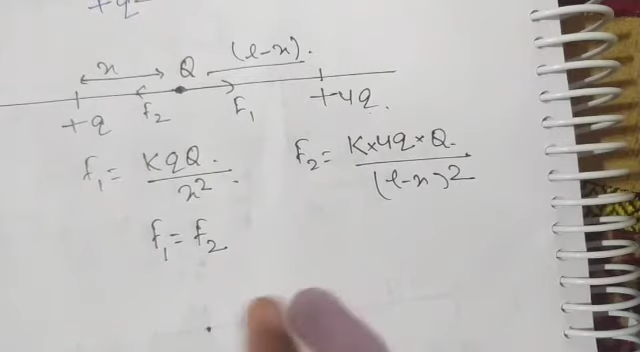 +q
x Q (l-x).
+q F₂ F₁ +4q.
F₁ = KqQ. / x² F₂ = K×4q×Q. / (l-x)²
F₁ = F₂